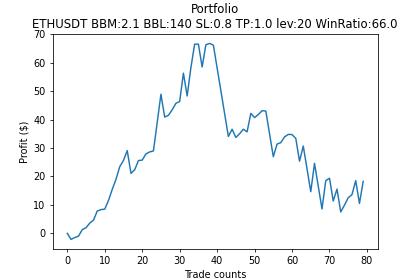 Portfolio
ETHUSDT BBM:2.1 BBL:140 SL:0.8 TP:1.0 lev:20 WinRatio:66.0
70
60
50
40
30
20
10
0
Profit ($)
0 10 20 30 40 50 60 70 80
Trade counts